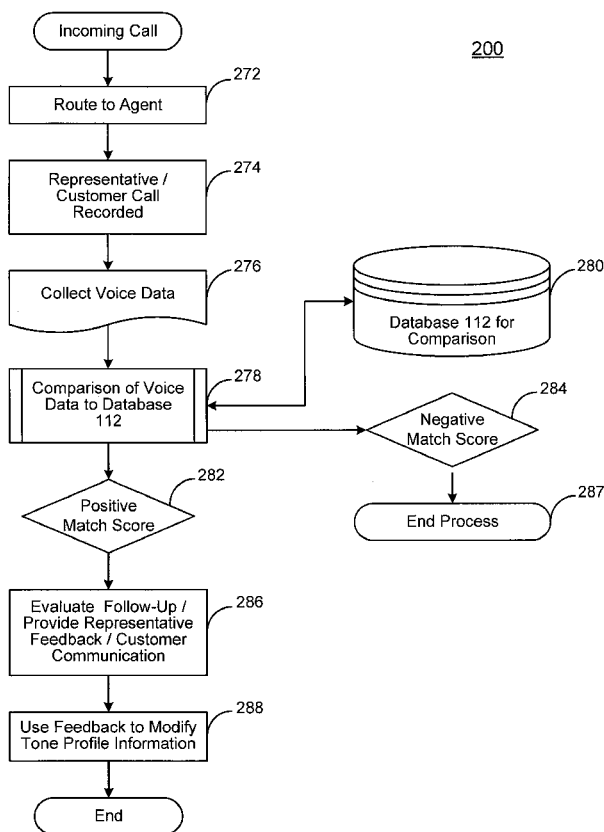 Incoming Call
200
272
Route to Agent
274
Representative /
Customer Call
Recorded
276
Collect Voice Data
280
Database 112 for
Comparison
278
Comparison of Voice
Data to Database
112
284
Negative
Match Score
282
Positive
Match Score
287
End Process
286
Evaluate Follow-Up /
Provide Representative
Feedback / Customer
Communication
288
Use Feedback to Modify
Tone Profile Information
End